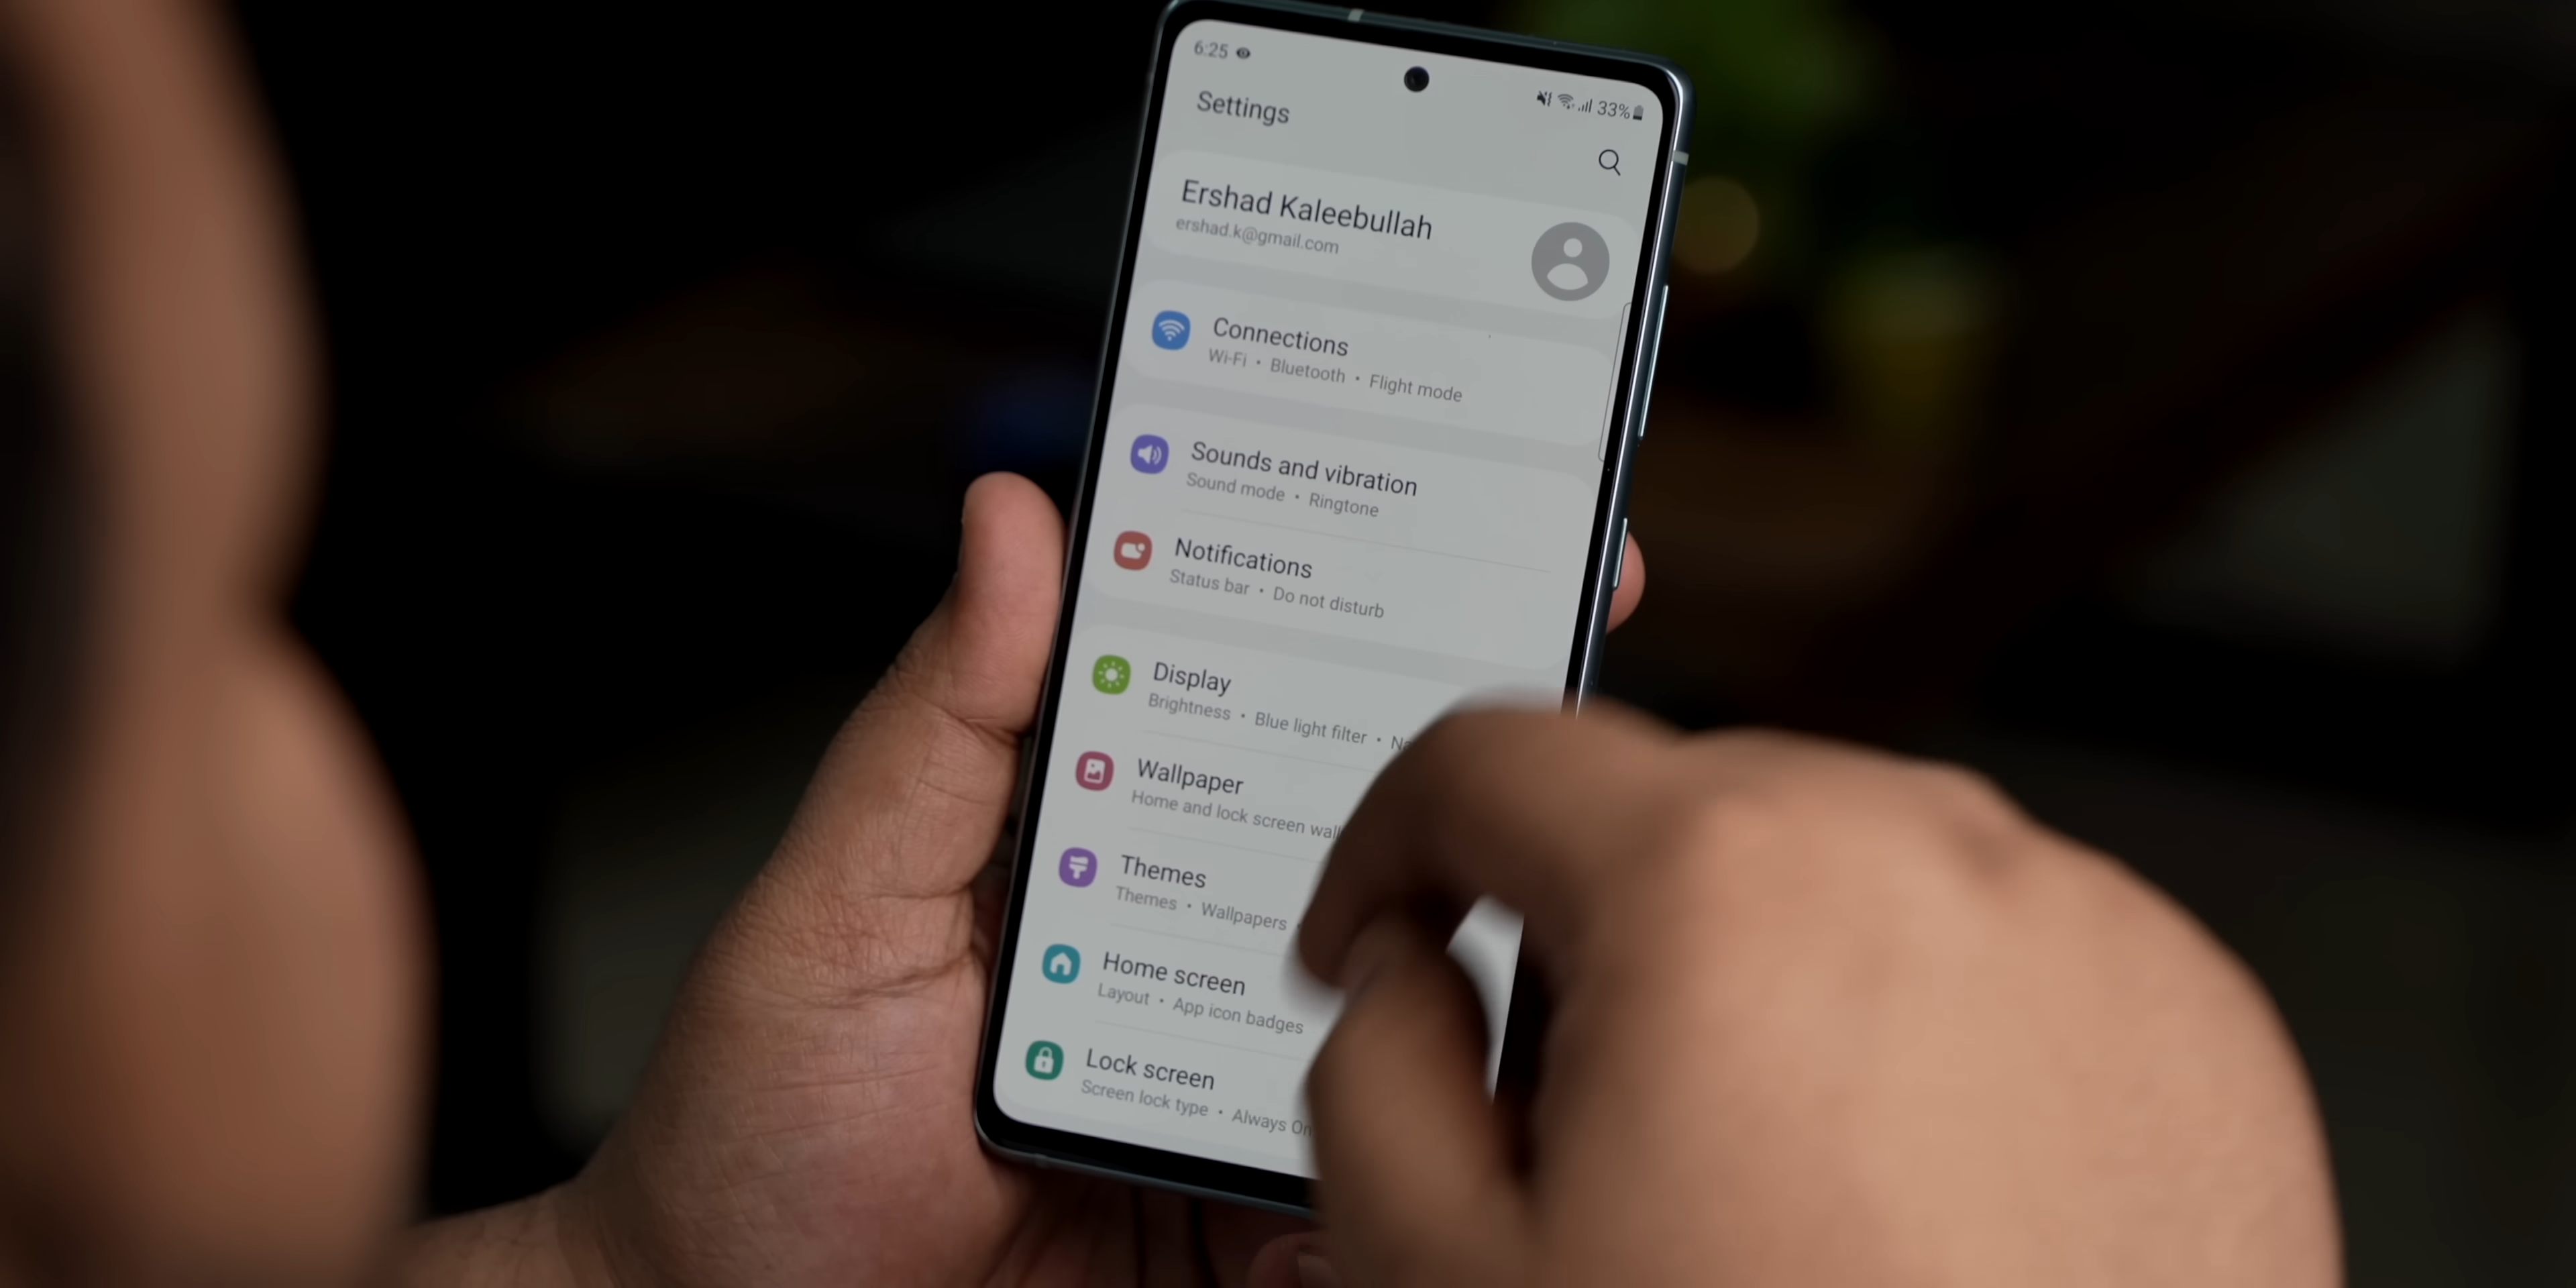 6:25
33%
Settings
Ershad Kaleebullah
ershad.k@gmail.com
Connections
Wi-Fi • Bluetooth • Flight mode
Sounds and vibration
Sound mode • Ringtone
Notifications
Status bar • Do not disturb
Display
Brightness • Blue light filter •
Wallpaper
Home and lock screen
Themes
Themes • Wallpapers
Home screen
Layout • App icon badges
Lock screen
Screen lock type • Always On